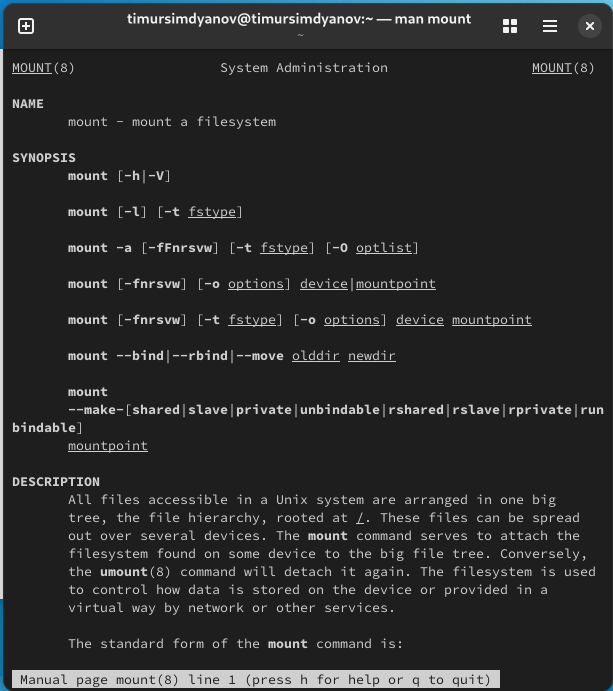 timursimdyanov@timursimdyanov:~ — man mount
~
MOUNT(8) System Administration MOUNT(8)
NAME
mount - mount a filesystem
SYNOPSIS
mount [-h|-V]
mount [-l] [-t fstype]
mount -a [-fFnrsvw] [-t fstype] [-O optlist]
mount [-fnrsvw] [-o options] device|mountpoint
mount [-fnrsvw] [-t fstype] [-o options] device mountpoint
mount --bind|--rbind|--move olddir newdir
mount
--make-[shared|slave|private|unbindable|rshared|rslave|rprivate|run
bindable]
mountpoint
DESCRIPTION
All files accessible in a Unix system are arranged in one big
tree, the file hierarchy, rooted at /. These files can be spread
out over several devices. The mount command serves to attach the
filesystem found on some device to the big file tree. Conversely,
the umount(8) command will detach it again. The filesystem is used
to control how data is stored on the device or provided in a
virtual way by network or other services.
The standard form of the mount command is:
Manual page mount(8) line 1 (press h for help or q to quit)